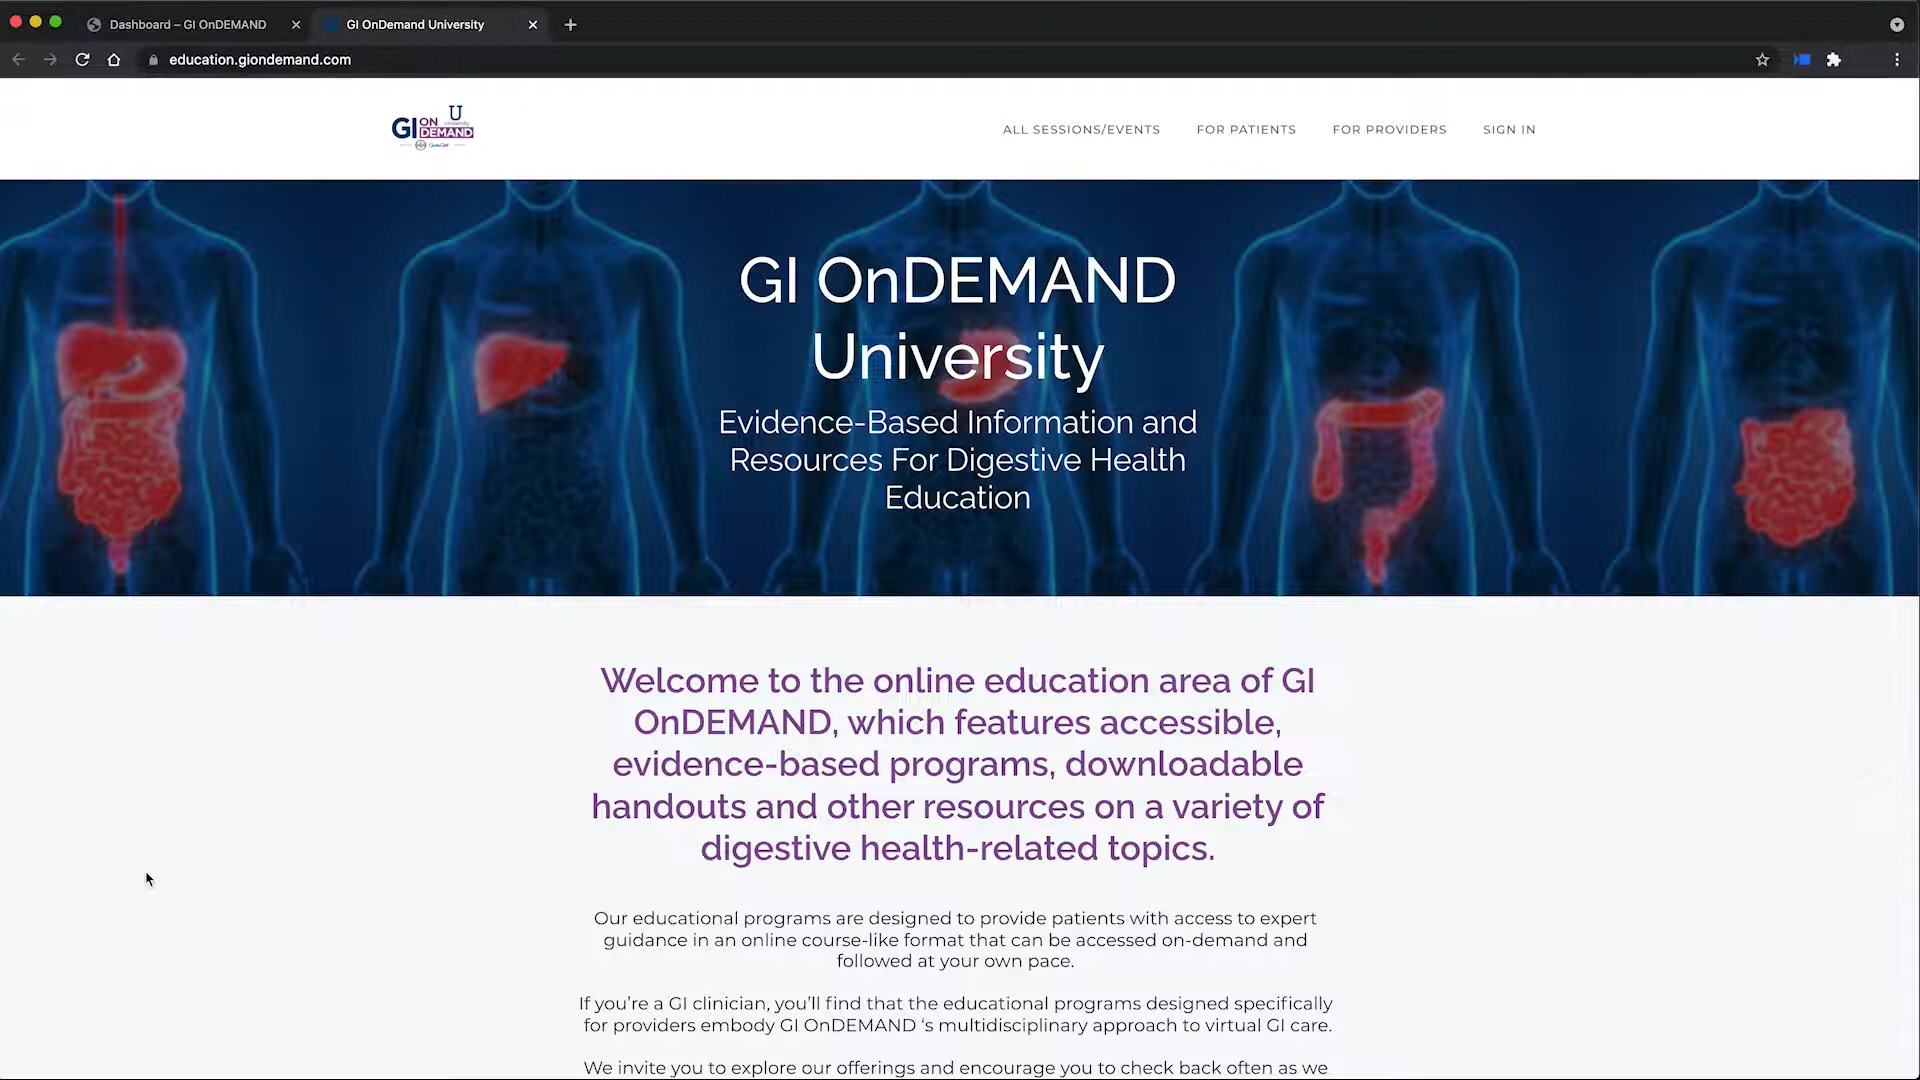 Dashboard – GI OnDEMAND
GI OnDemand University
education.giondemand.com
U
University
GI ON DEMAND
ALL SESSIONS/EVENTS
FOR PATIENTS
FOR PROVIDERS
SIGN IN
GI OnDEMAND
University
Evidence-Based Information and
Resources For Digestive Health
Education
Welcome to the online education area of GI
OnDEMAND, which features accessible,
evidence-based programs, downloadable
handouts and other resources on a variety of
digestive health-related topics.
Our educational programs are designed to provide patients with access to expert
guidance in an online course-like format that can be accessed on-demand and
followed at your own pace.
If you’re a GI clinician, you’ll find that the educational programs designed specifically
for providers embody GI OnDEMAND ‘s multidisciplinary approach to virtual GI care.
We invite you to explore our offerings and encourage you to check back often as we